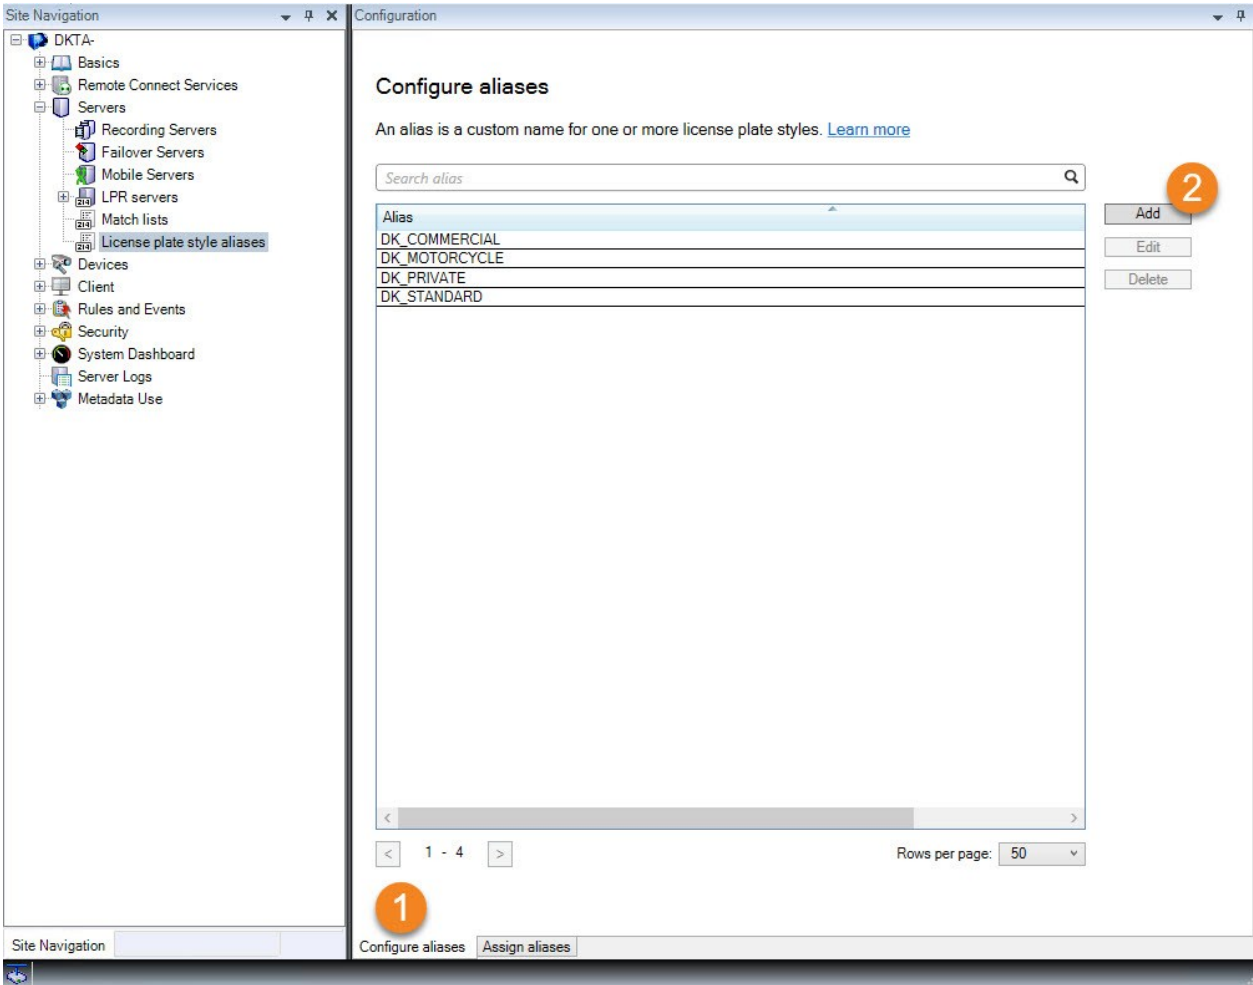 Site Navigation
DKTA-
Basics
Remote Connect Services
Servers
Recording Servers
Failover Servers
Mobile Servers
LPR servers
Match lists
License plate style aliases
Devices
Client
Rules and Events
Security
System Dashboard
Server Logs
Metadata Use
Site Navigation
Configuration
Configure aliases
An alias is a custom name for one or more license plate styles. Learn more
Search alias
2
Alias
Add
DK_COMMERCIAL
Edit
DK_MOTORCYCLE
DK_PRIVATE
Delete
DK_STANDARD
< 1 - 4 >
Rows per page: 50
1
Configure aliases Assign aliases